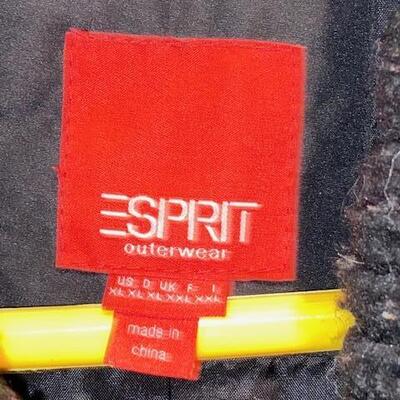 ESPRIT
outerwear
US D UK F I
XL XL XL XXL XXL
made in
china